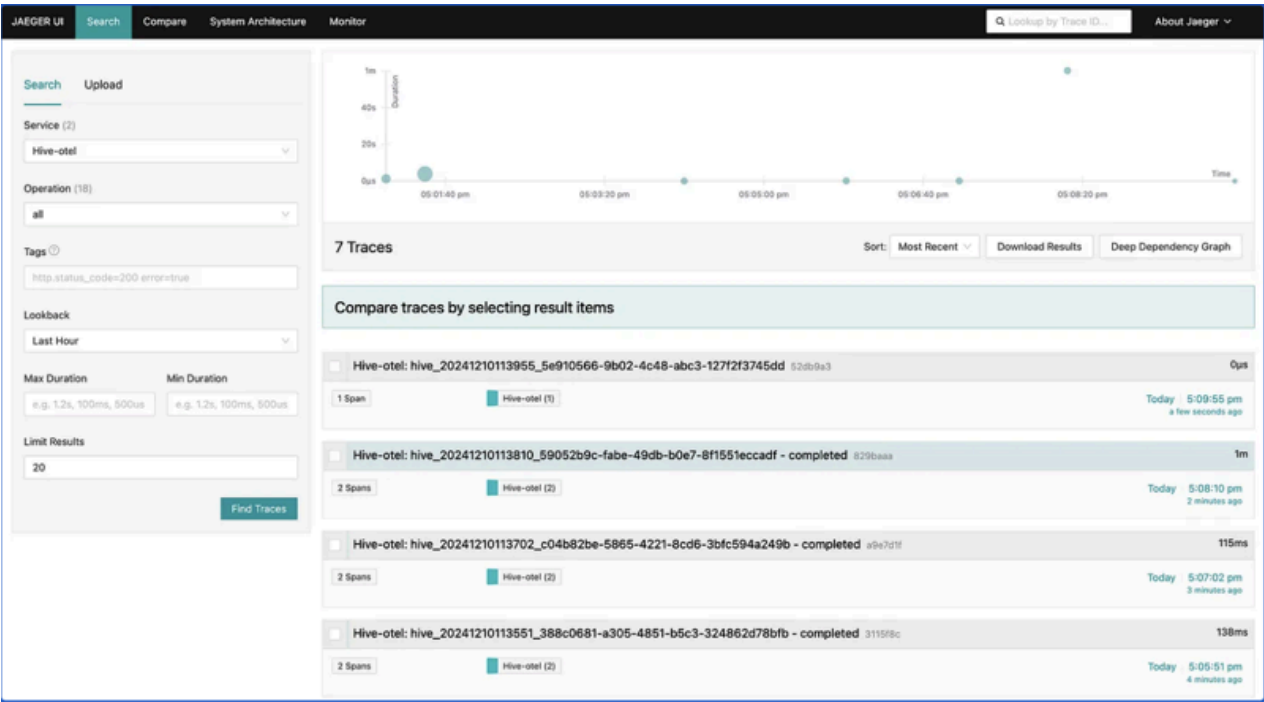 JAEGER UI Search Compare System Architecture Monitor Lookup by Trace ID... About Jaeger
Search Upload
Service (2)
Hive-otel
Operation (18)
all
Tags
http.status_code=200 error=true
Lookback
Last Hour
Max Duration Min Duration
e.g. 1.2s, 100ms, 500us e.g. 1.2s, 100ms, 500us
Limit Results
20
Find Traces
Duration
1m
40s
20s
0μs
05:01:40 pm 05:03:20 pm 05:05:00 pm 05:06:40 pm 05:08:20 pm
Time
7 Traces Sort: Most Recent Download Results Deep Dependency Graph
Compare traces by selecting result items
Hive-otel: hive_20241210113955_5e910566-9b02-4c48-abc3-127f2f3745dd 52db9a3 0μs
1 Span Hive-otel (1) Today 5:09:55 pm
a few seconds ago
Hive-otel: hive_20241210113810_59052b9c-fabe-49db-b0e7-8f1551eccadf - completed 829baaa 1m
2 Spans Hive-otel (2) Today 5:08:10 pm
2 minutes ago
Hive-otel: hive_20241210113702_c04b82be-5865-4221-8cd6-3bfc594a249b - completed a9e7d1f 115ms
2 Spans Hive-otel (2) Today 5:07:02 pm
3 minutes ago
Hive-otel: hive_20241210113551_388c0681-a305-4851-b5c3-324862d78bfb - completed 3115f8c 138ms
2 Spans Hive-otel (2) Today 5:05:51 pm
4 minutes ago